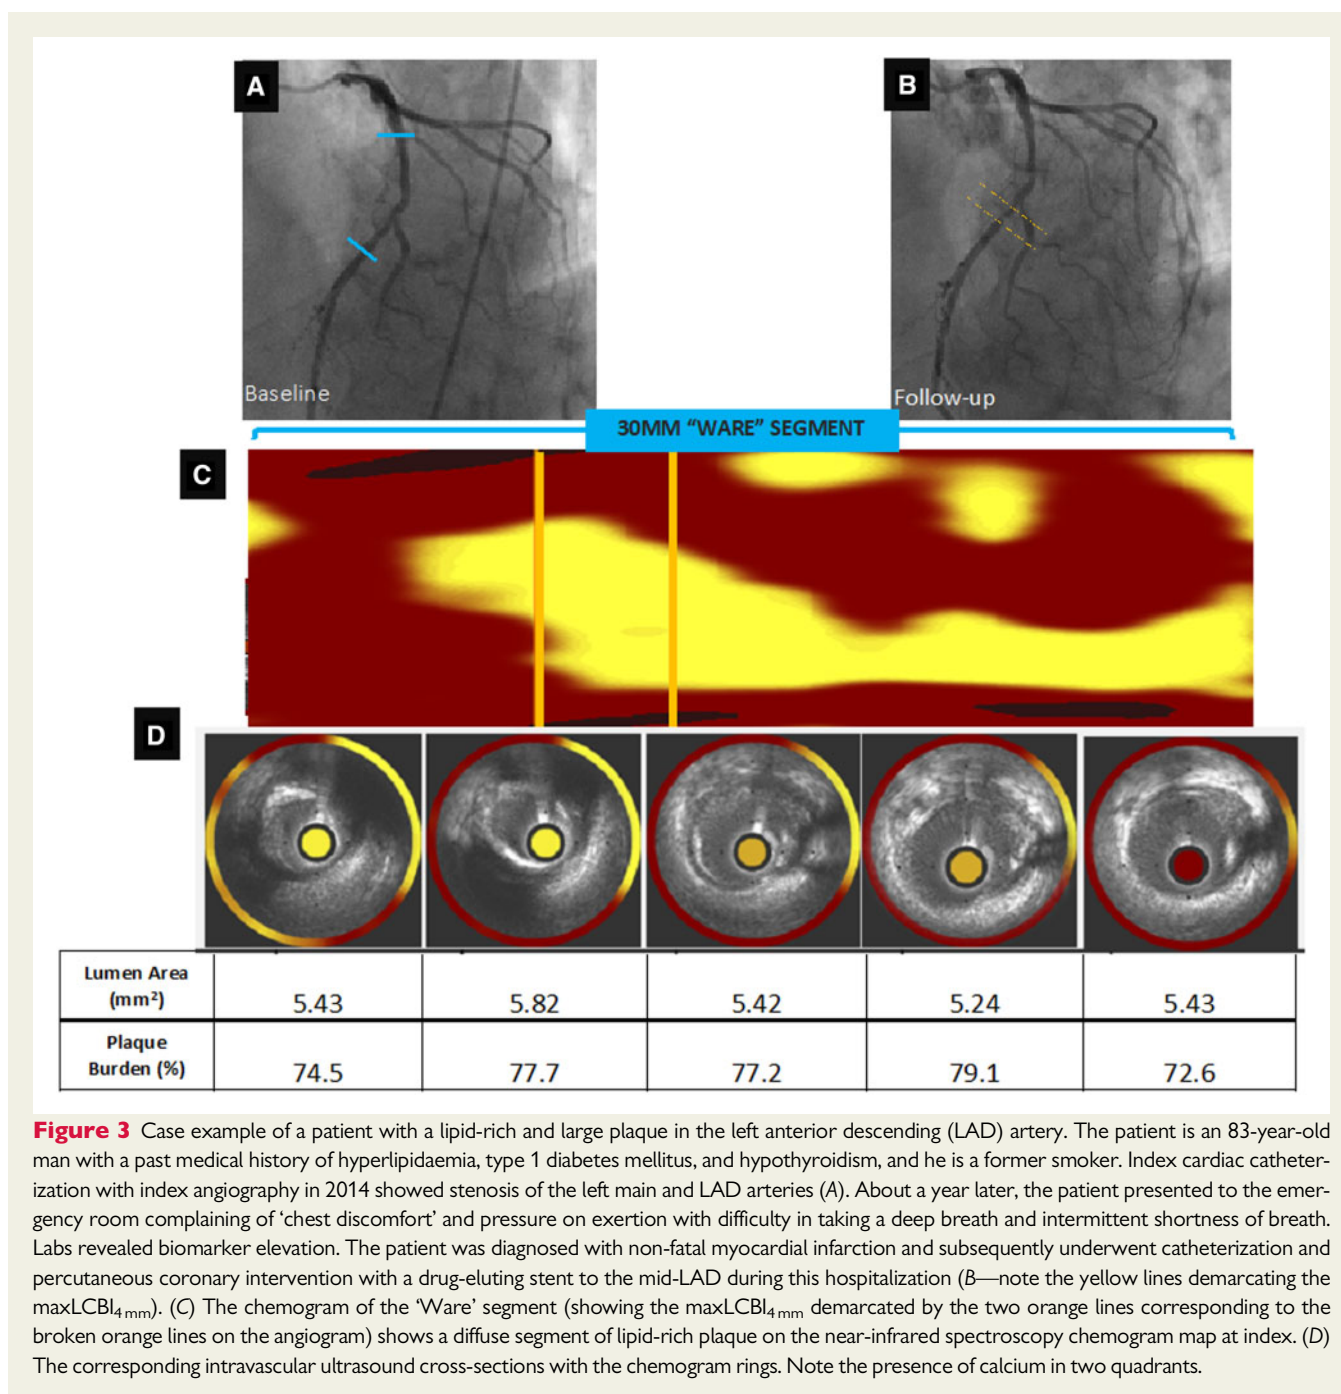 A
B
Baseline
Follow-up
30MM “WARE” SEGMENT
C
D
Lumen Area
(mm²)
5.43 5.82 5.42 5.24 5.43
Plaque
Burden (%)
74.5 77.7 77.2 79.1 72.6
Figure 3 Case example of a patient with a lipid-rich and large plaque in the left anterior descending (LAD) artery. The patient is an 83-year-old
man with a past medical history of hyperlipidaemia, type 1 diabetes mellitus, and hypothyroidism, and he is a former smoker. Index cardiac catheter-
ization with index angiography in 2014 showed stenosis of the left main and LAD arteries (A). About a year later, the patient presented to the emer-
gency room complaining of ‘chest discomfort’ and pressure on exertion with difficulty in taking a deep breath and intermittent shortness of breath.
Labs revealed biomarker elevation. The patient was diagnosed with non-fatal myocardial infarction and subsequently underwent catheterization and
percutaneous coronary intervention with a drug-eluting stent to the mid-LAD during this hospitalization (B—note the yellow lines demarcating the
maxLCBI4 mm). (C) The chemogram of the ‘Ware’ segment (showing the maxLCBI4 mm demarcated by the two orange lines corresponding to the
broken orange lines on the angiogram) shows a diffuse segment of lipid-rich plaque on the near-infrared spectroscopy chemogram map at index. (D)
The corresponding intravascular ultrasound cross-sections with the chemogram rings. Note the presence of calcium in two quadrants.